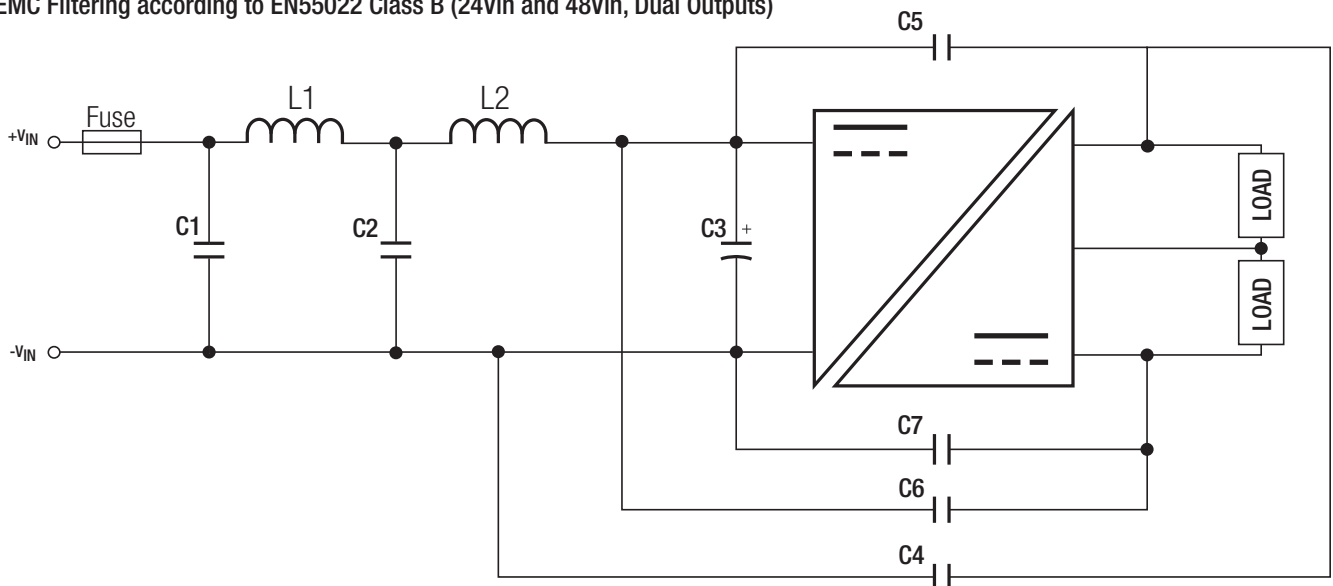 EMC Filtering according to EN55022 Class B (24Vin and 48Vin, Dual Outputs)
C5
L1
L2
Fuse
+VIN
C1
C2
C3 +
LOAD
LOAD
-VIN
C7
C6
C4